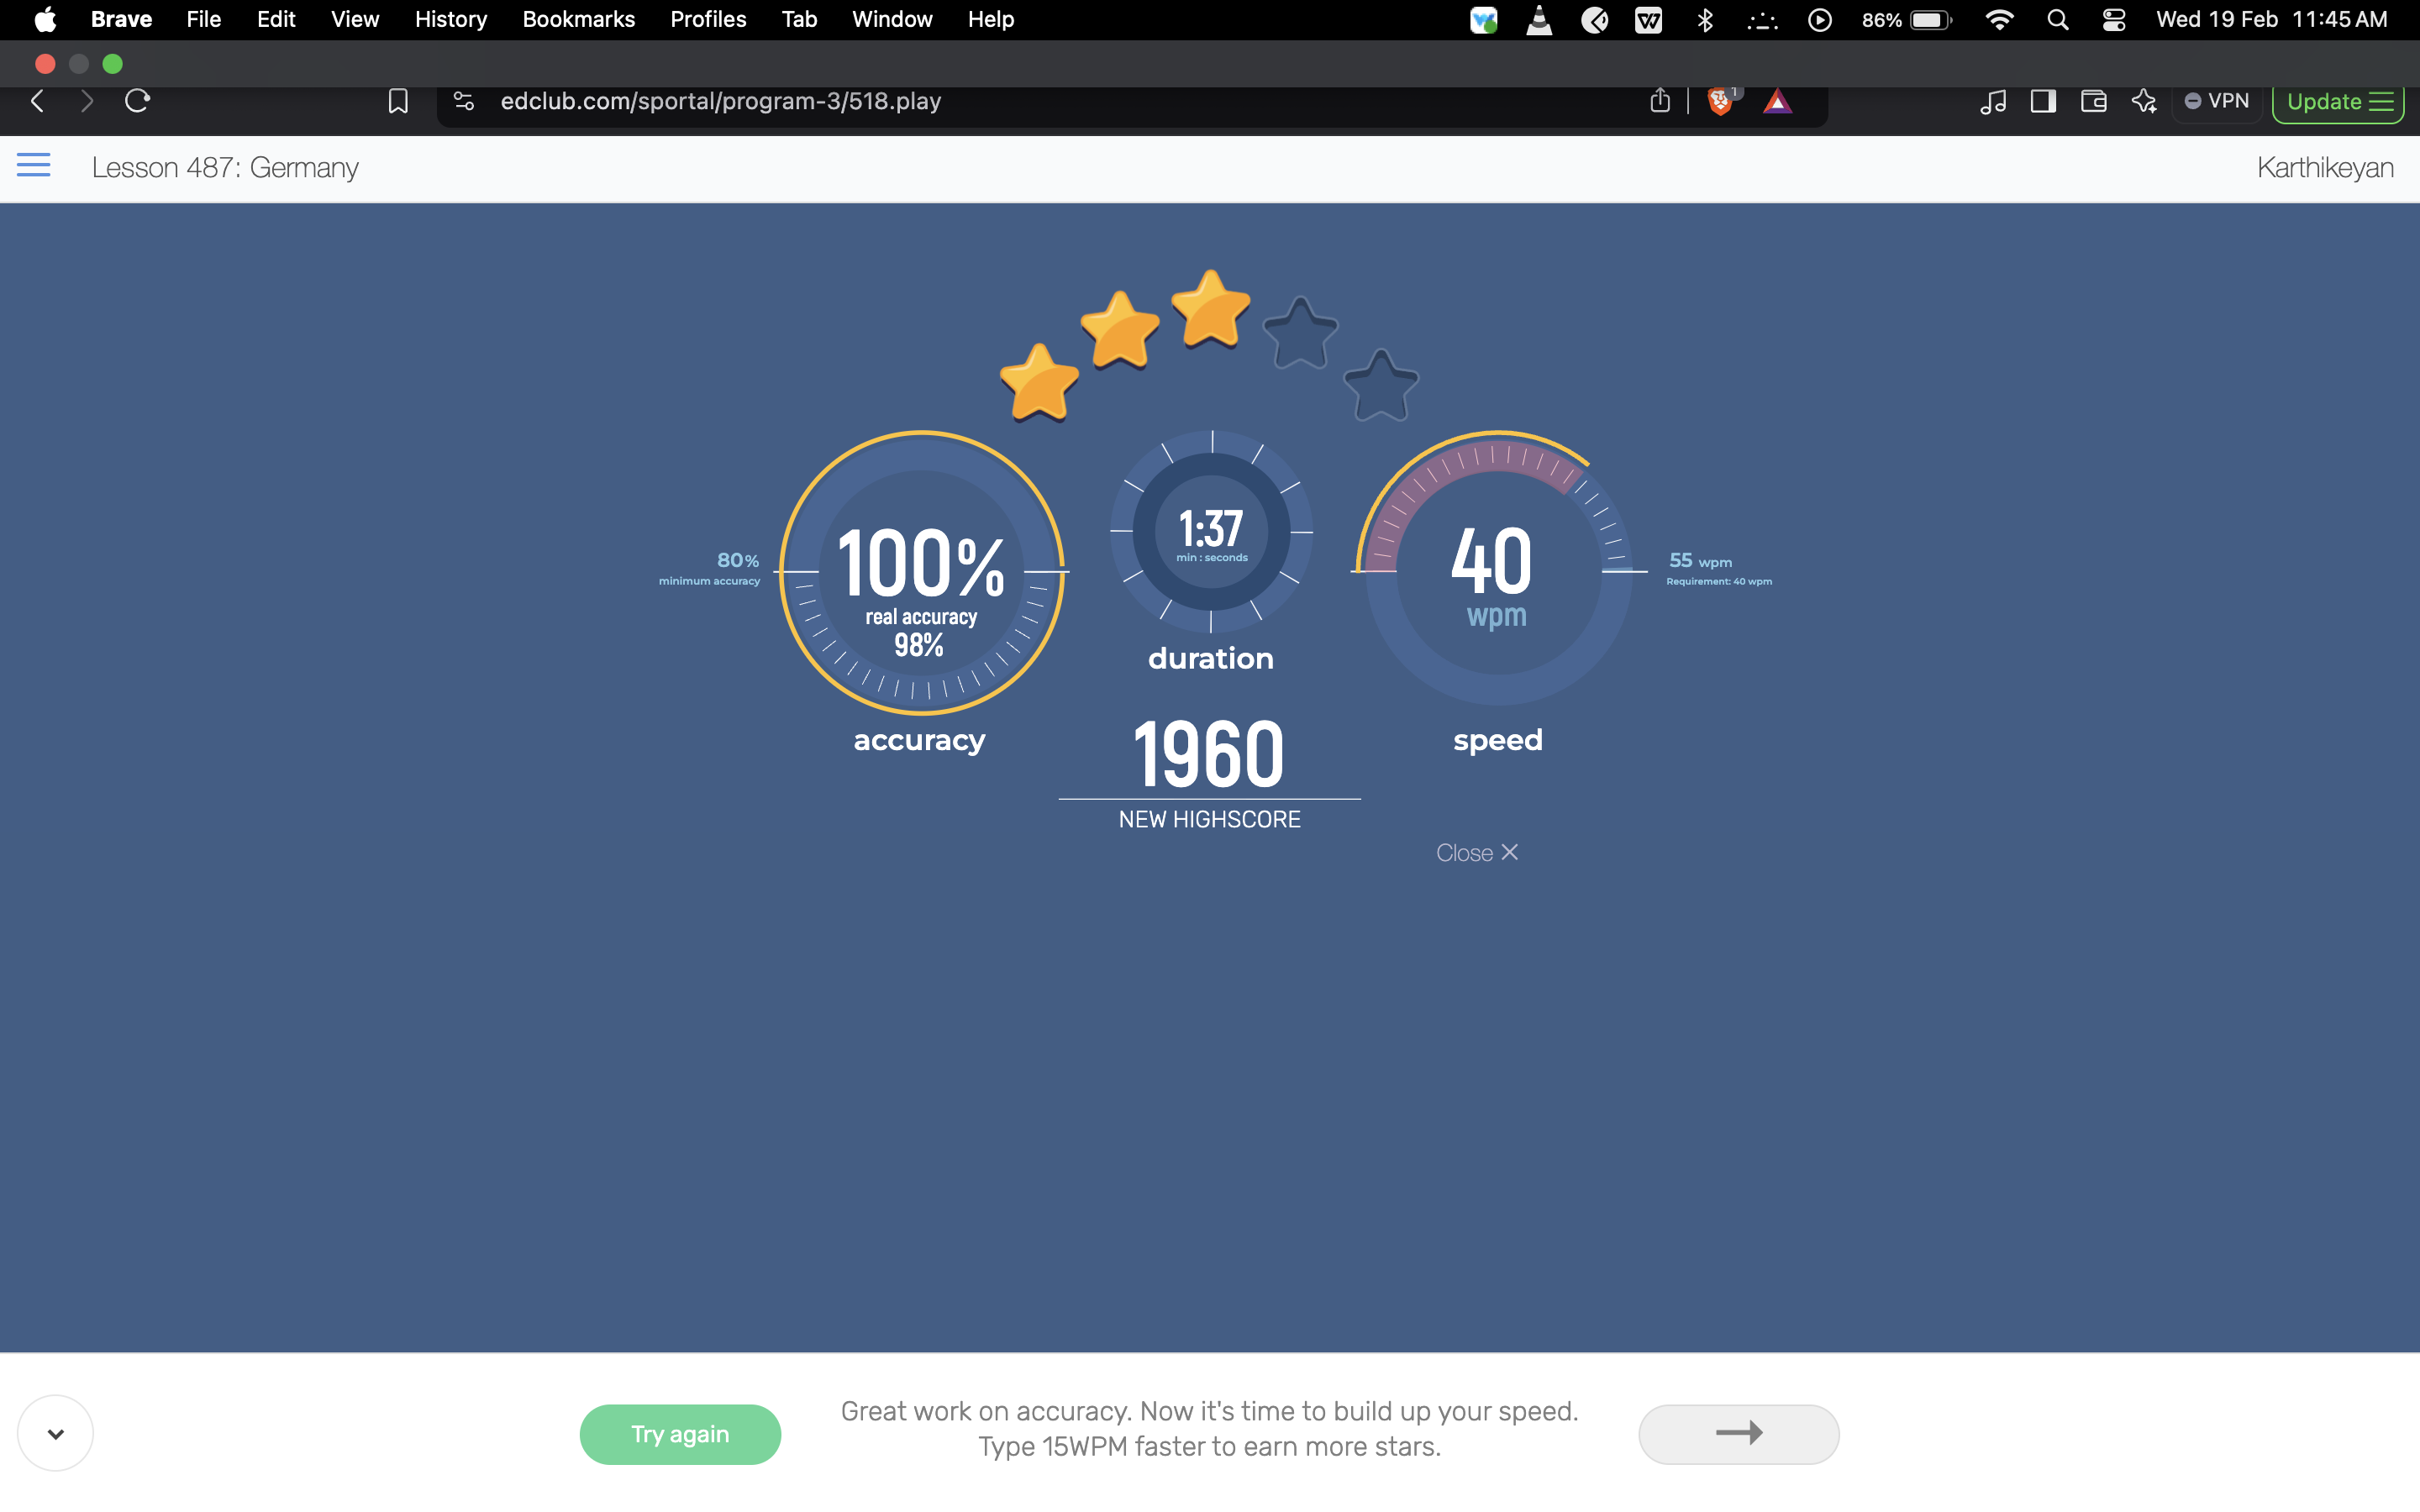 Brave File Edit View History Bookmarks Profiles Tab Window Help 86% Wed 19 Feb 11:45 AM
edclub.com/sportal/program-3/518.play 1 VPN Update
Lesson 487: Germany Karthikeyan
80%
minimum accuracy
100%
real accuracy
98%
accuracy
1:37
min : seconds
duration
40
wpm
speed
55 wpm
Requirement: 40 wpm
1960
NEW HIGHSCORE
Close
Try again
Great work on accuracy. Now it's time to build up your speed.
Type 15WPM faster to earn more stars.